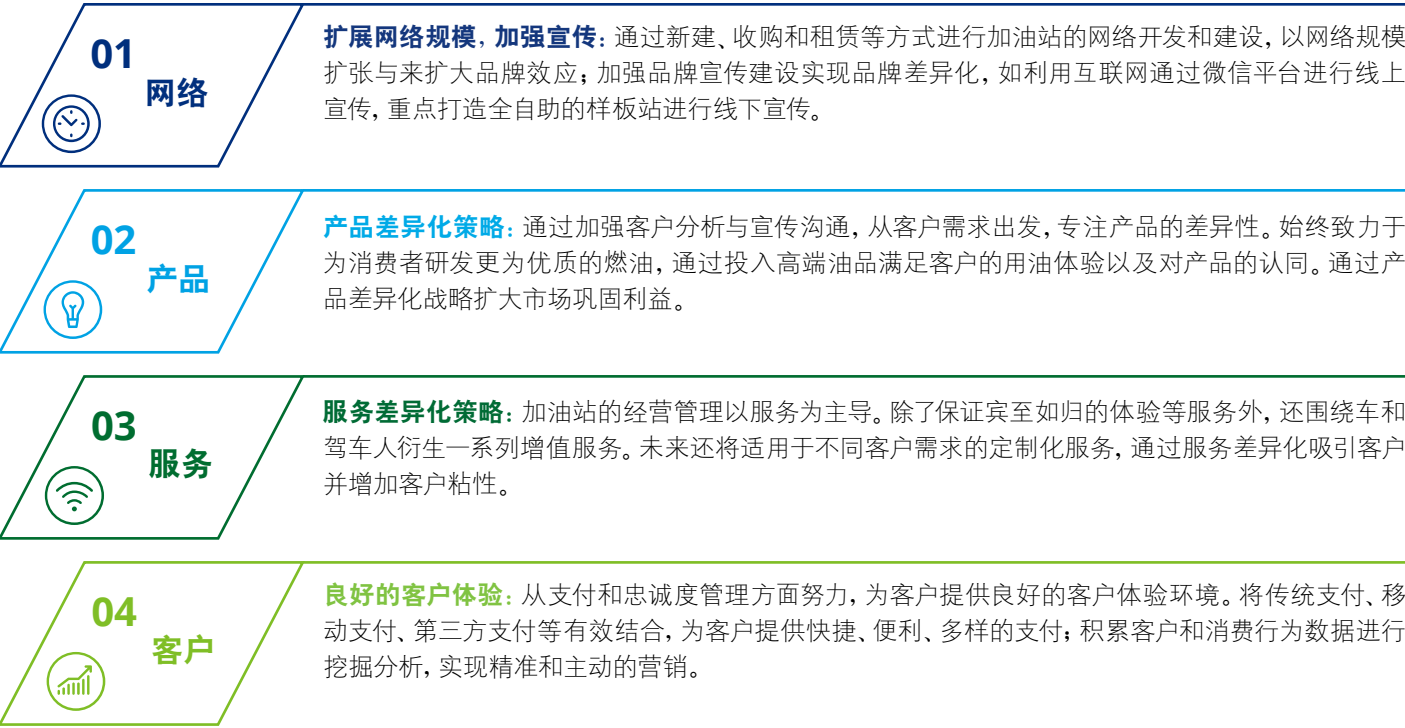 01
网络
扩展网络规模，加强宣传：通过新建、收购和租赁等方式进行加油站的网络开发和建设，以网络规模
扩张与来扩大品牌效应；加强品牌宣传建设实现品牌差异化，如利用互联网通过微信平台进行线上
宣传，重点打造全自助的样板站进行线下宣传。
02
产品
产品差异化策略：通过加强客户分析与宣传沟通，从客户需求出发，专注产品的差异性。始终致力于
为消费者研发更为优质的燃油，通过投入高端油品满足客户的用油体验以及对产品的认同。通过产
品差异化战略扩大市场巩固利益。
03
服务
服务差异化策略：加油站的经营管理以服务为主导。除了保证宾至如归的体验等服务外，还围绕车和
驾车人衍生一系列增值服务。未来还将适用于不同客户需求的定制化服务，通过服务差异化吸引客户
并增加客户粘性。
04
客户
良好的客户体验：从支付和忠诚度管理方面努力，为客户提供良好的客户体验环境。将传统支付、移
动支付、第三方支付等有效结合，为客户提供快捷、便利、多样的支付；积累客户和消费行为数据进行
挖掘分析，实现精准和主动的营销。